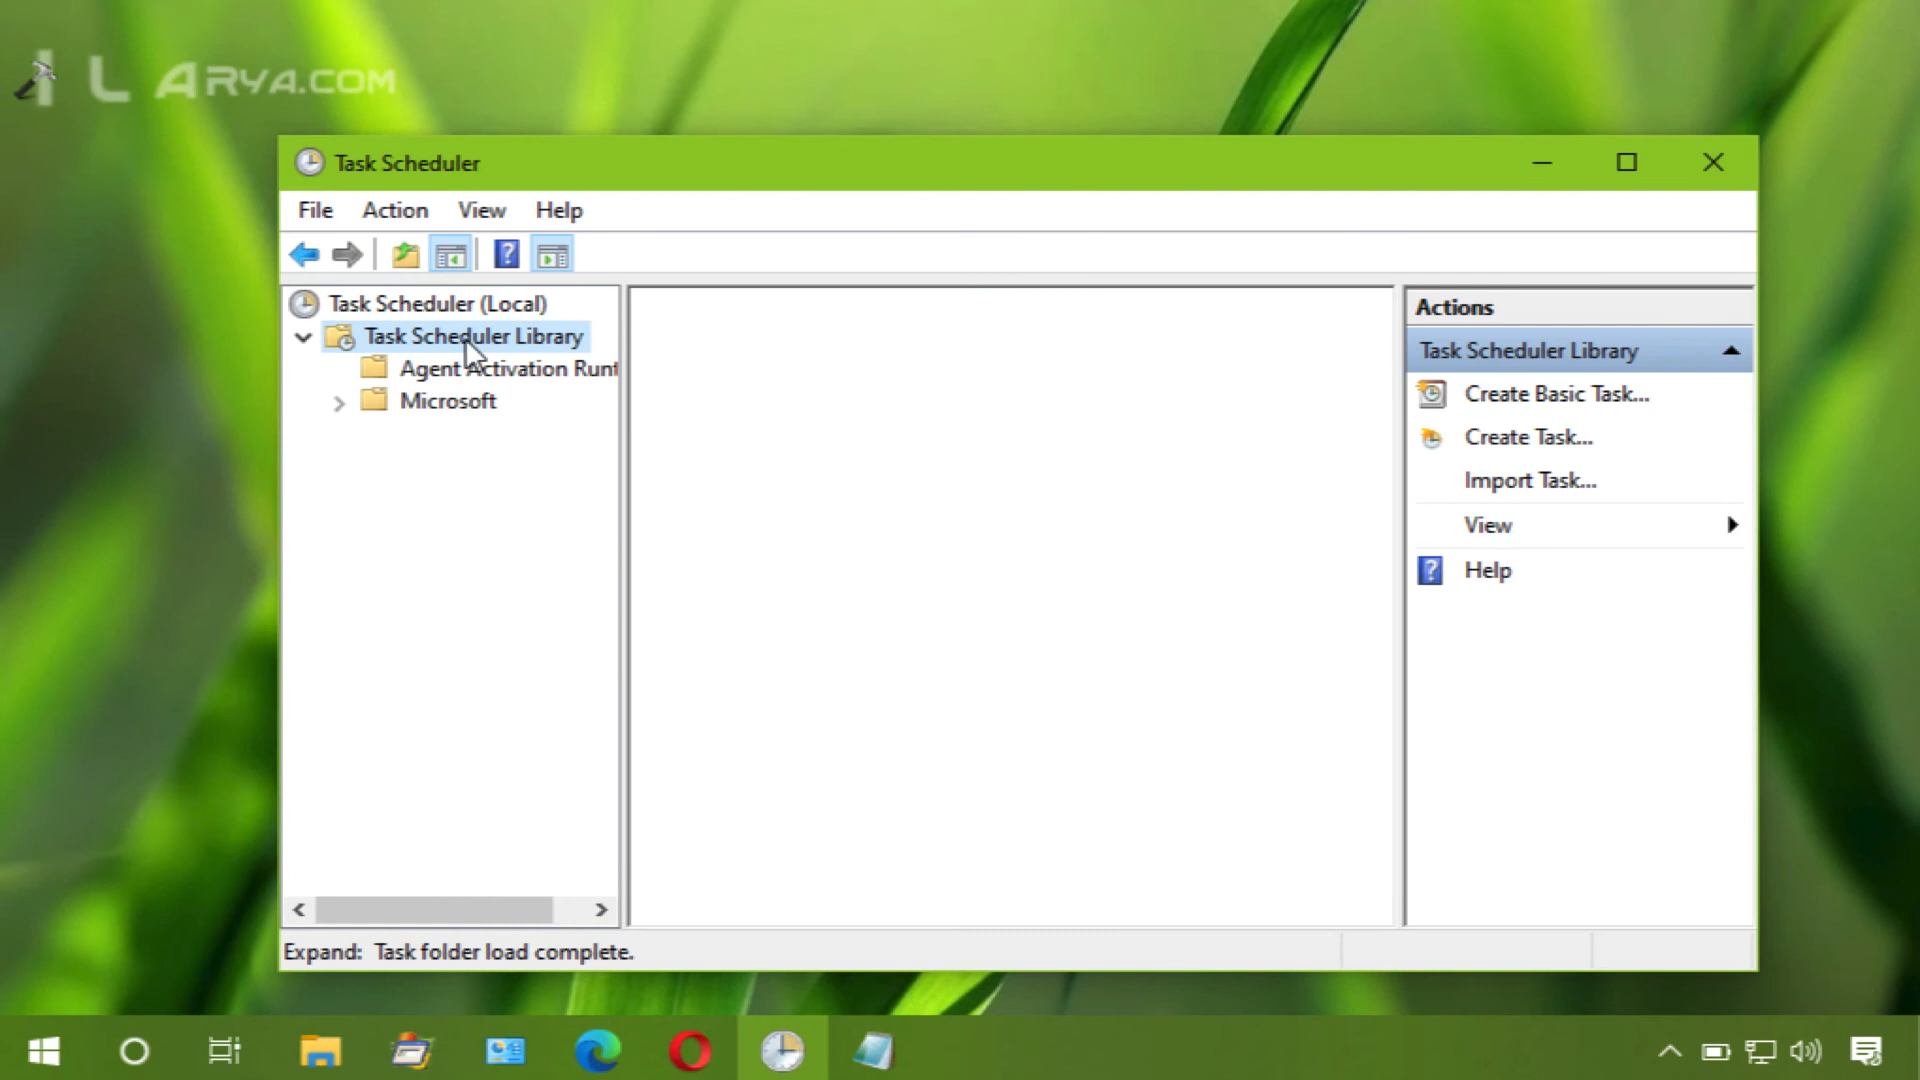 i L ARYA.COM
Task Scheduler
File Action View Help
Task Scheduler (Local)
Task Scheduler Library
Agent Activation Runt
Microsoft
Actions
Task Scheduler Library
Create Basic Task...
Create Task...
Import Task...
View
Help
Expand: Task folder load complete.